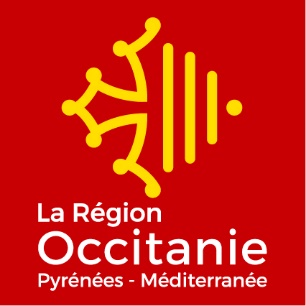 La Région
Occitanie
Pyrénées - Méditerranée